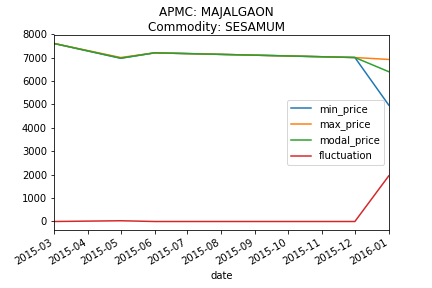 APMC: MAJALGAON
Commodity: SESAMUM
8000
7000
6000
5000
4000
3000
2000
1000
0
min_price
max_price
modal_price
fluctuation
2015-03
2015-04
2015-05
2015-06
2015-07
2015-08
2015-09
2015-10
2015-11
2015-12
2016-01
date